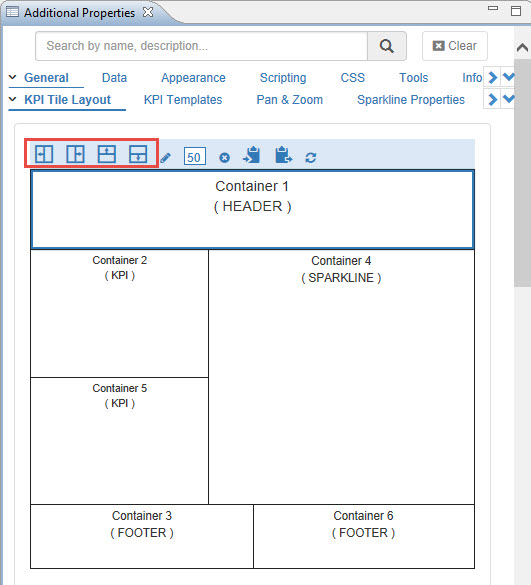 Additional Properties
Search by name, description...
Clear
General Data Appearance Scripting CSS Tools Info
KPI Tile Layout KPI Templates Pan & Zoom Sparkline Properties
50
Container 1
( HEADER )
Container 2
( KPI )
Container 4
( SPARKLINE )
Container 5
( KPI )
Container 3
( FOOTER )
Container 6
( FOOTER )